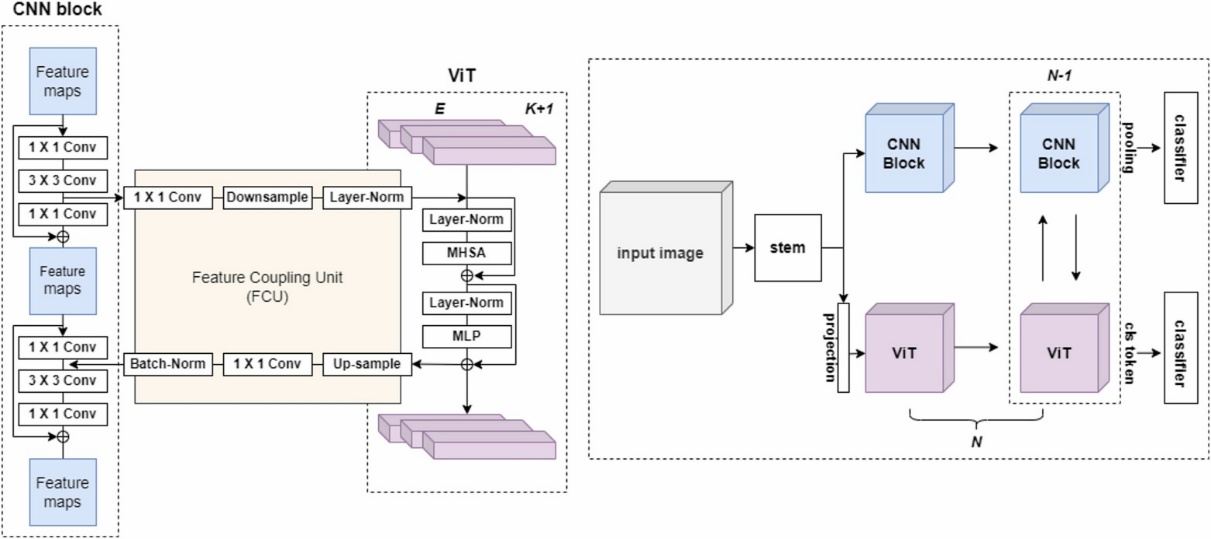 CNN block
Feature
maps
1 X 1 Conv
3 X 3 Conv
1 X 1 Conv
Feature
maps
1 X 1 Conv
3 X 3 Conv
1 X 1 Conv
Feature
maps
1 X 1 Conv
Downsample
Layer-Norm
Feature Coupling Unit
(FCU)
Batch-Norm
1 X 1 Conv
Up-sample
ViT
E
K+1
Layer-Norm
MHSA
Layer-Norm
MLP
input image
stem
projection
CNN
Block
ViT
N-1
CNN
Block
ViT
N
pooling
classifier
cls token
classifier